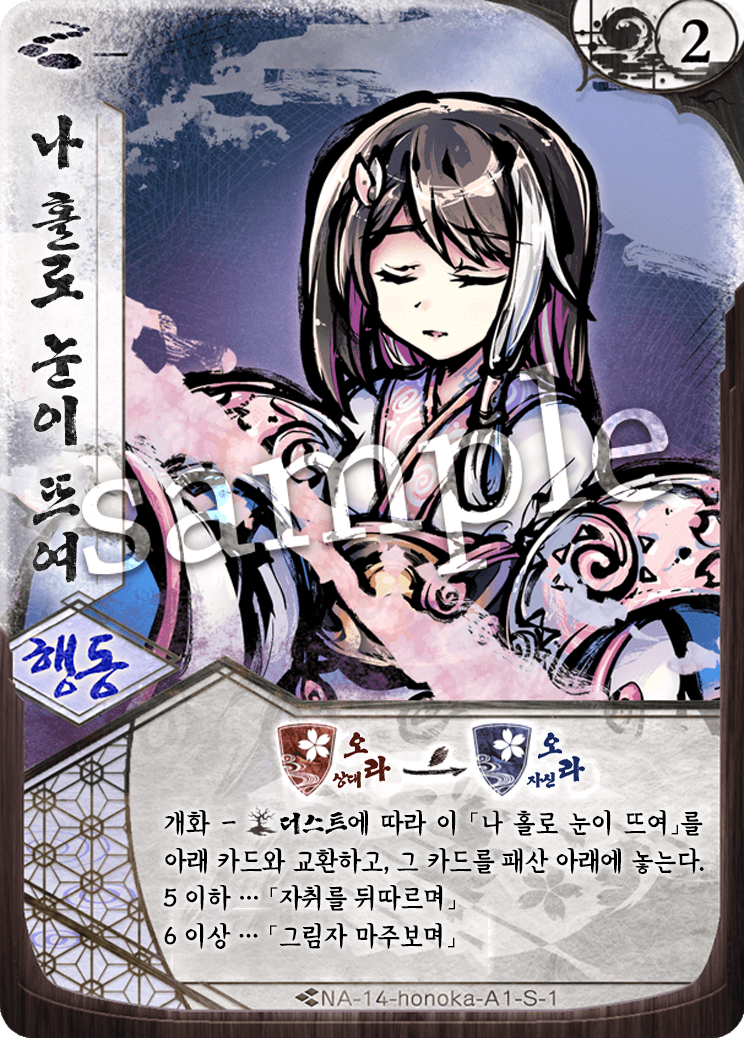 2
나 홀로 눈이 뜨여
sample
행동
상대 오라 자신 오라
개화 - 더스트에 따라 이 「나 홀로 눈이 뜨여」를
아래 카드와 교환하고, 그 카드를 패산 아래에 놓는다.
5 이하 … 「자취를 뒤따르며」
6 이상 … 「그림자 마주보며」
NA-14-honoka-A1-S-1